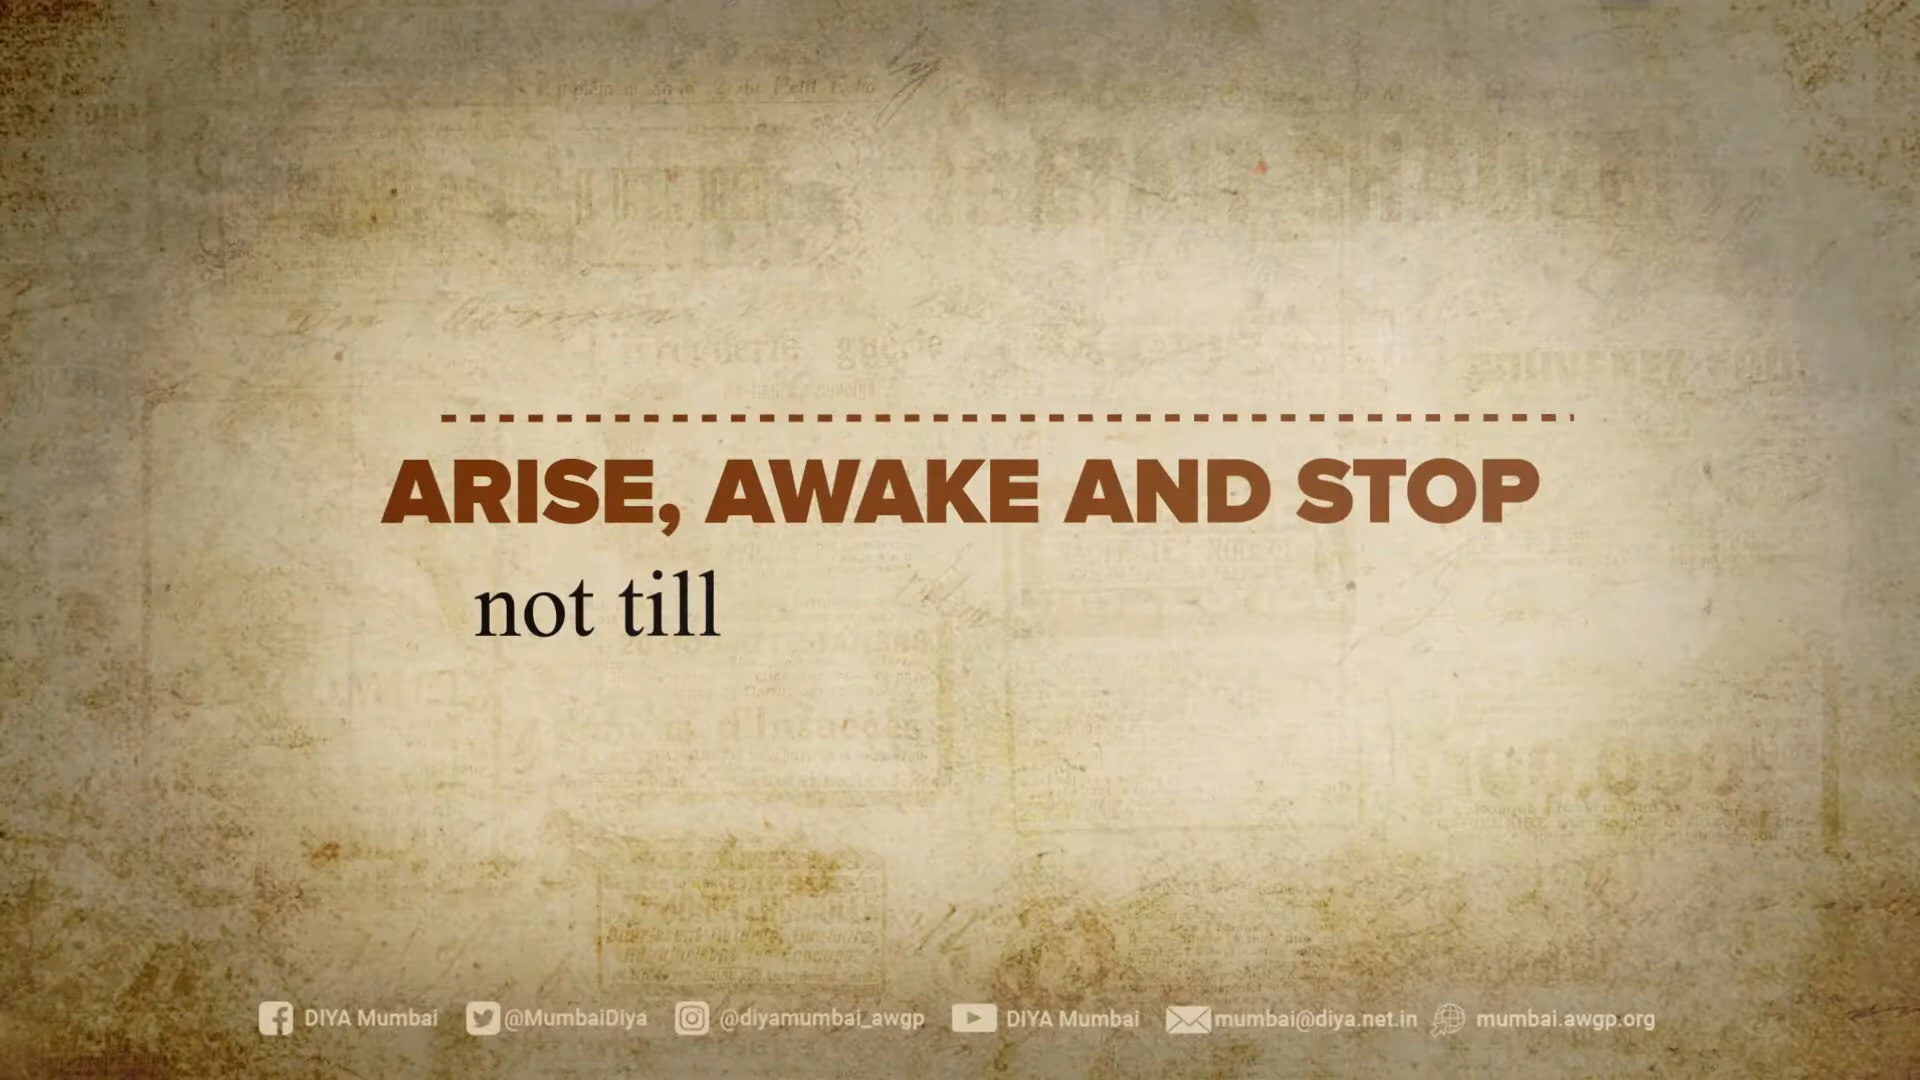 ARISE, AWAKE AND STOP
not till
DIYA Mumbai @MumbaiDiya @diyamumbai_awgp DIYA Mumbai mumbai@diya.net.in mumbai.awgp.org